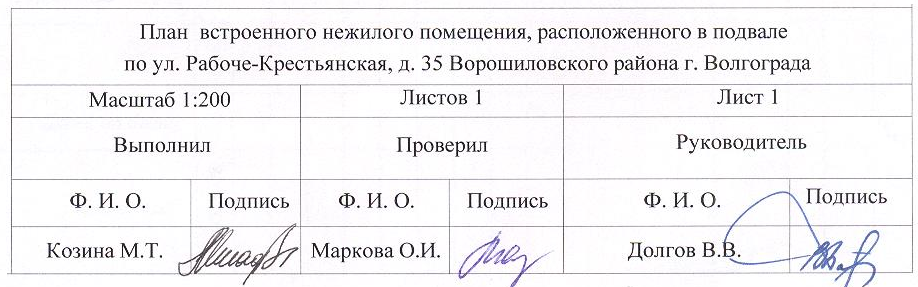 План встроенного нежилого помещения, расположенного в подвале
по ул. Рабоче-Крестьянская, д. 35 Ворошиловского района г. Волгограда
Масштаб 1:200 Листов 1 Лист 1
Выполнил Проверил Руководитель
Ф. И. О. Подпись Ф. И. О. Подпись Ф. И. О. Подпись
Козина М.Т. Маркова О.И. Долгов В.В.